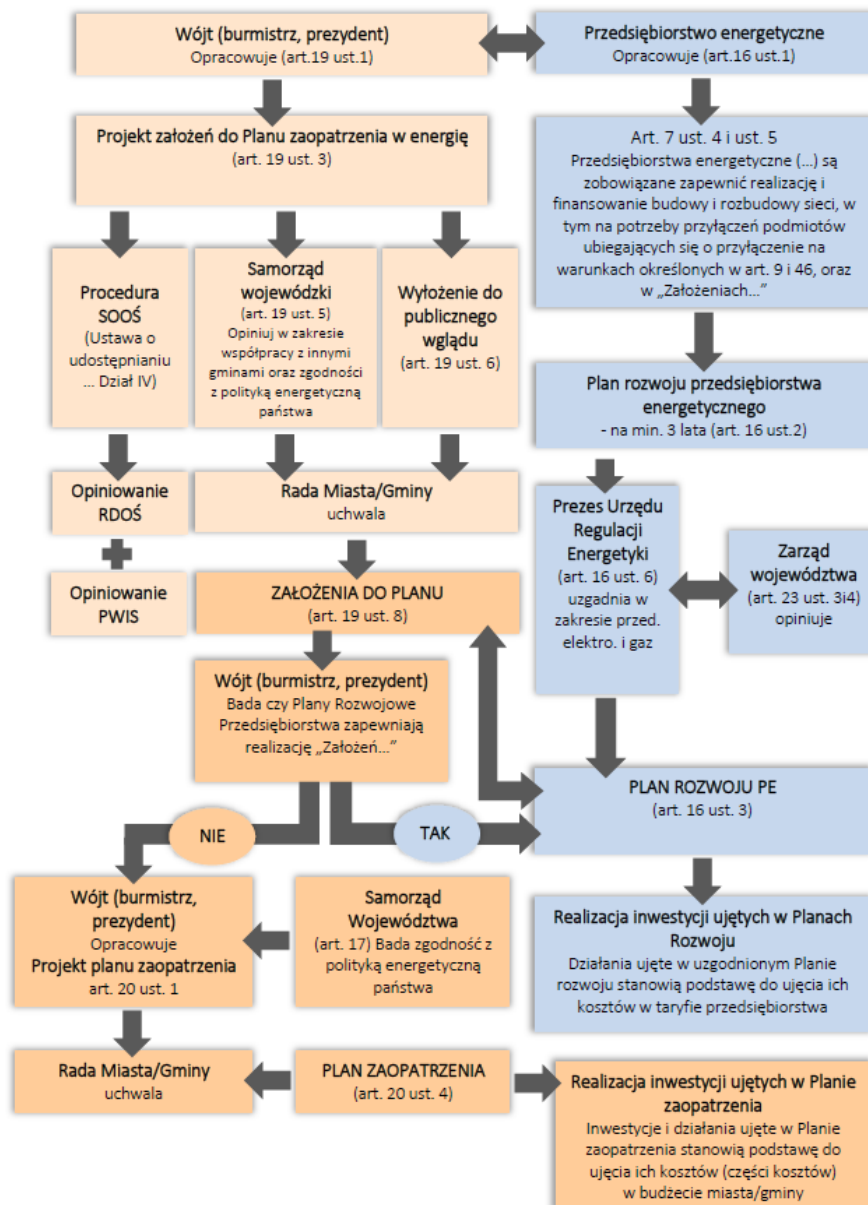 Wójt (burmistrz, prezydent)
Opracowuje (art.19 ust.1)
Przedsiębiorstwo energetyczne
Opracowuje (art.16 ust.1)
Projekt założeń do Planu zaopatrzenia w energię
(art. 19 ust. 3)
Art. 7 ust. 4 i ust. 5
Przedsiębiorstwa energetyczne (...) są
zobowiązane zapewnić realizację i
finansowanie budowy i rozbudowy sieci, w
tym na potrzeby przyłączeń podmiotów
ubiegających się o przyłączenie na
warunkach określonych w art. 9 i 46, oraz
w „Założeniach...”
Procedura
SOOŚ
(Ustawa o
udostępnianiu
... Dział IV)
Samorząd
wojewódzki
(art. 19 ust. 5)
Opiniuj w zakresie
współpracy z innymi
gminami oraz zgodności
z polityką energetyczną
państwa
Wyłożenie do
publicznego
wglądu
(art. 19 ust. 6)
Plan rozwoju przedsiębiorstwa
energetycznego
- na min. 3 lata (art. 16 ust.2)
Opiniowanie
RDOŚ
Rada Miasta/Gminy
uchwala
Prezes Urzędu
Regulacji
Energetyki
(art. 16 ust. 6)
uzgadnia w
zakresie przed.
elektro. i gaz
Zarząd
województwa
(art. 23 ust. 3i4)
opiniuje
Opiniowanie
PWIS
ZAŁOŻENIA DO PLANU
(art. 19 ust. 8)
Wójt (burmistrz, prezydent)
Bada czy Plany Rozwojowe
Przedsiębiorstwa zapewniają
realizację „Założeń...”
PLAN ROZWOJU PE
(art. 16 ust. 3)
NIE
TAK
Wójt (burmistrz,
prezydent)
Opracowuje
Projekt planu zaopatrzenia
art. 20 ust. 1
Samorząd
Województwa
(art. 17) Bada zgodność z
polityką energetyczną
państwa
Realizacja inwestycji ujętych w Planach
Rozwoju
Działania ujęte w uzgodnionym Planie
rozwoju stanowią podstawę do ujęcia ich
kosztów w taryfie przedsiębiorstwa
Rada Miasta/Gminy
uchwala
PLAN ZAOPATRZENIA
(art. 20 ust. 4)
Realizacja inwestycji ujętych w Planie
zaopatrzenia
Inwestycje i działania ujęte w Planie
zaopatrzenia stanowią podstawę do
ujęcia ich kosztów (części kosztów)
w budżecie miasta/gminy